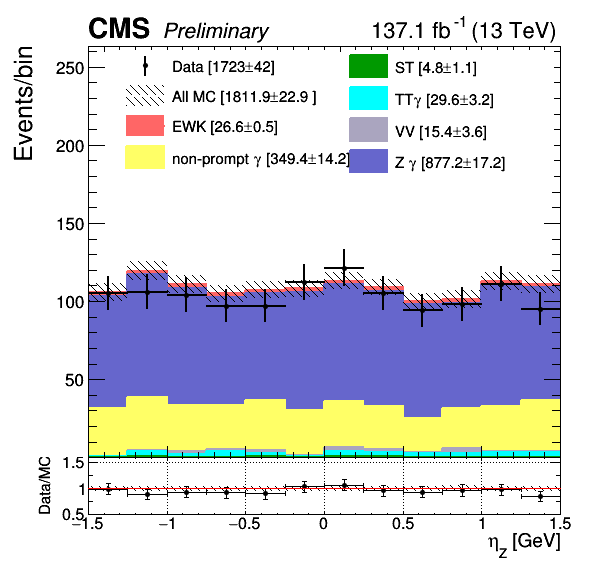 CMS Preliminary 137.1 fb⁻¹ (13 TeV)
Events/bin
250
200
150
100
50
Data [1723±42]
All MC [1811.9±22.9 ]
EWK [26.6±0.5]
non-prompt γ [349.4±14.2]
ST [4.8±1.1]
TTγ [29.6±3.2]
VV [15.4±3.6]
Z γ [877.2±17.2]
Data/MC
1.5
1
0.5
−1.5 −1 −0.5 0 0.5 1 1.5
η_Z [GeV]